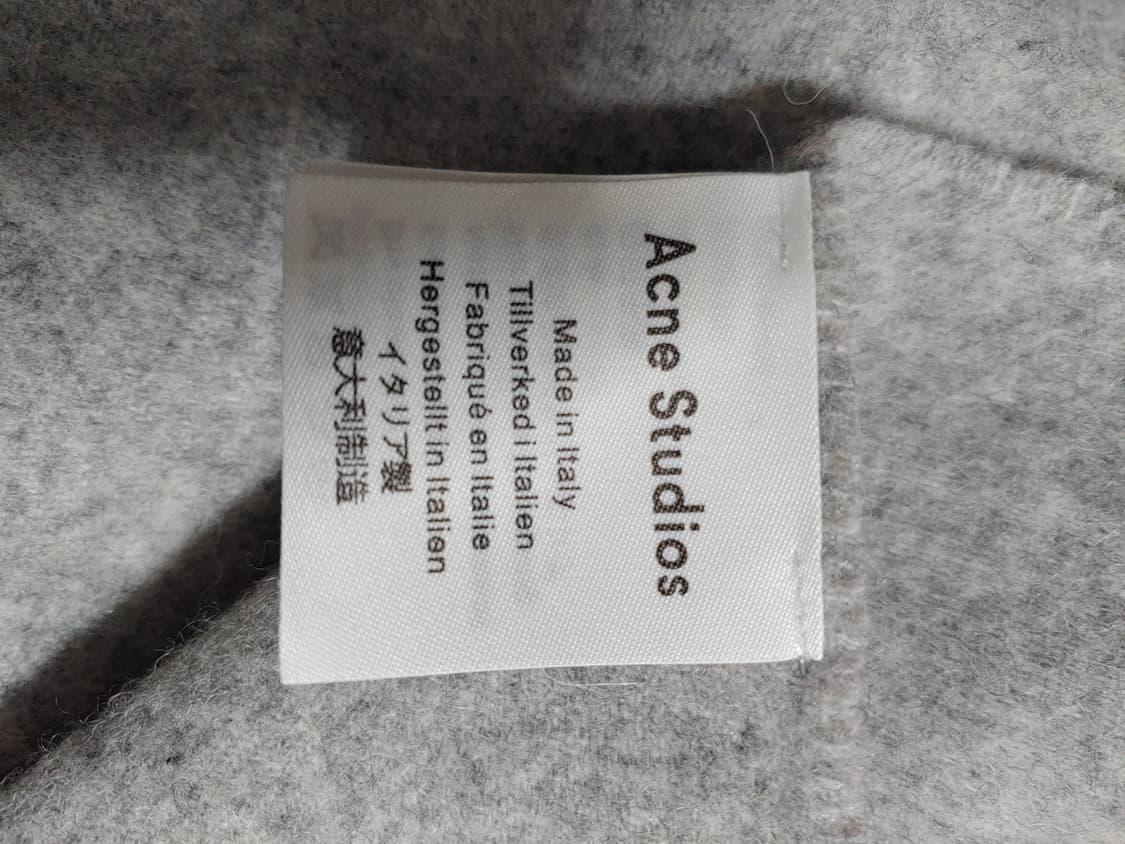 Acne Studios
Made in Italy
Tillverked i Italien
Fabriqué en Italie
Hergestellt in Italien
イタリア製
意大利制造